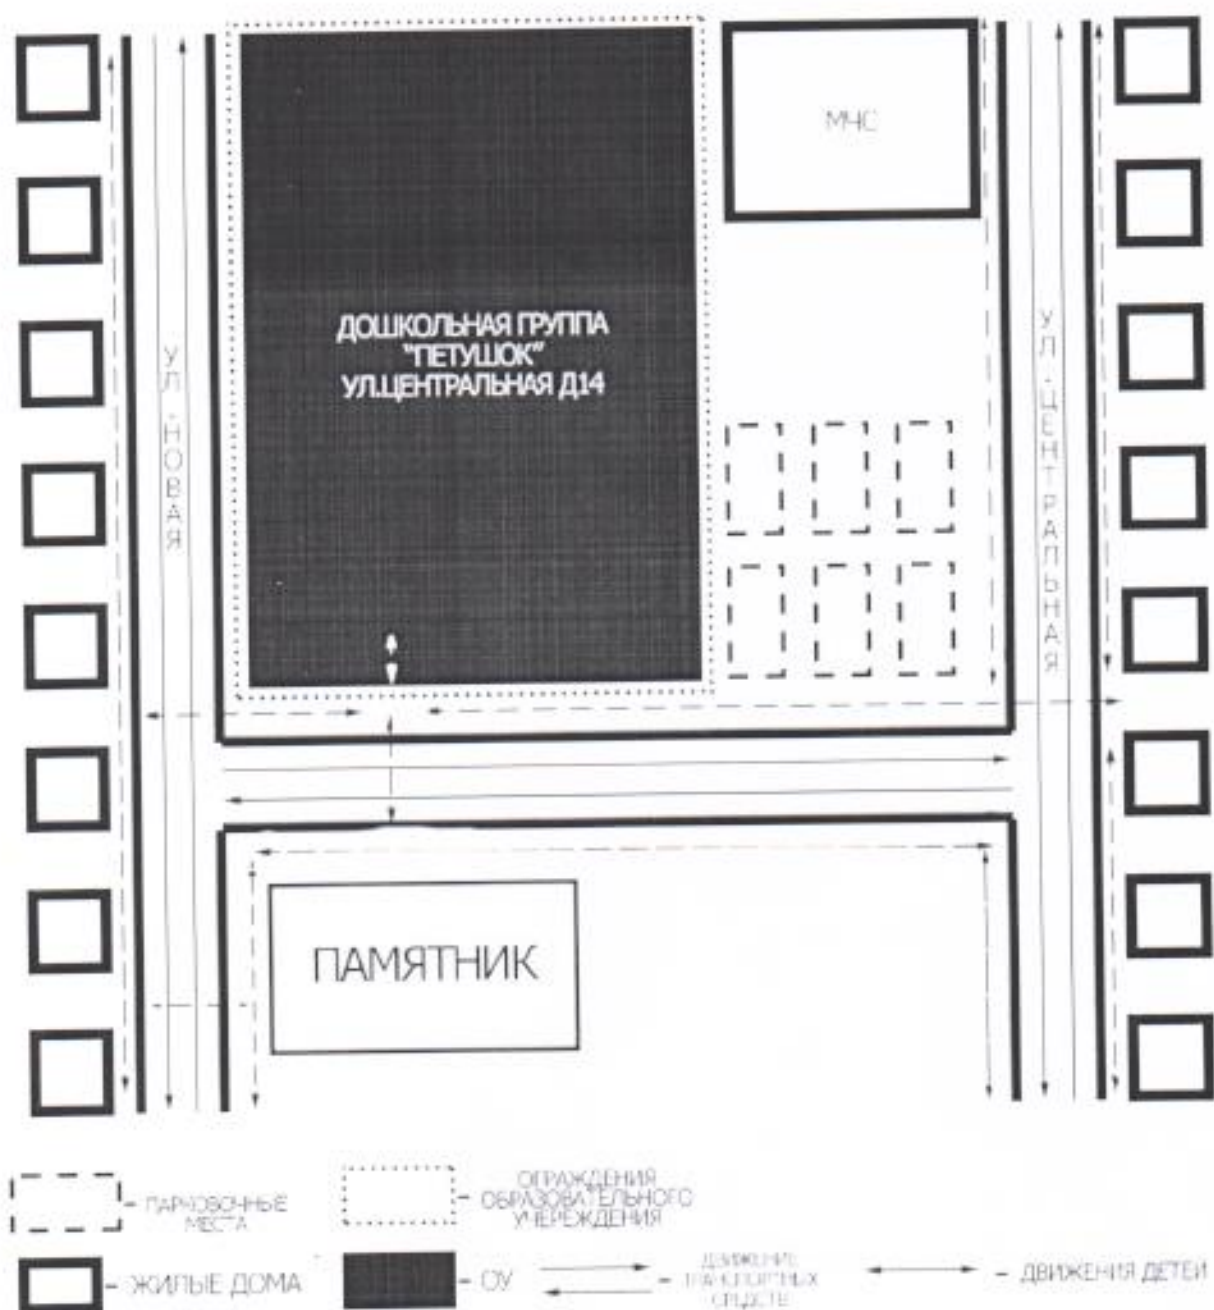 МЧС
ДОШКОЛЬНАЯ ГРУППА
"ПЕТУШОК"
УЛ.ЦЕНТРАЛЬНАЯ Д14
УЛ.НОВАЯ
УЛ.ЦЕНТРАЛЬНАЯ
ПАМЯТНИК
- ПАРКОВОЧНЫЕ
МЕСТА
- ОГРАЖДЕНИЯ
ОБРАЗОВАТЕЛЬНОГО
УЧЕРЕЖДЕНИЯ
- ЖИЛЫЕ ДОМА
- ОУ
- ДВИЖЕНИЕ
ТРАНСПОРТНЫХ
СРЕДСТВ
- ДВИЖЕНИЯ ДЕТЕЙ